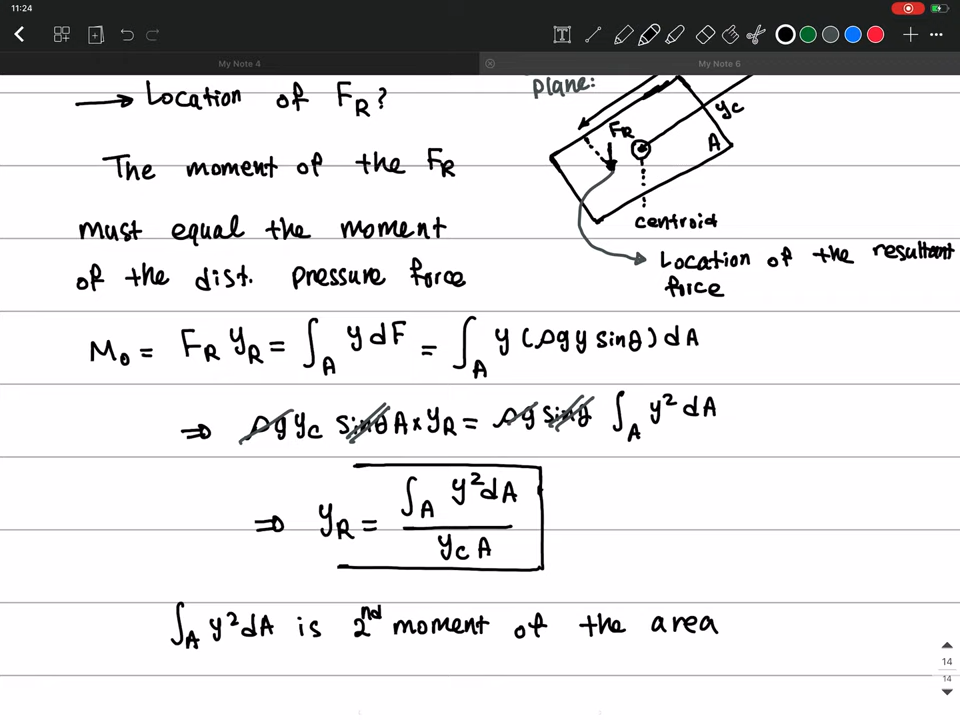 11:24
My Note 4
My Note 6
→ Location of F_R?
plane:
y_c
F_R
A
centroid
Location of the resultant
force
The moment of the F_R
must equal the moment
of the dist. pressure force
M_o = F_R y_R = ∫_A y dF = ∫_A y (ρg y sinθ) dA
⇒ ρg y_c sinθ A × y_R = ρg sinθ ∫_A y² dA
⇒ y_R = ∫_A y² dA / y_c A
∫_A y² dA is 2nd moment of the area
14
14